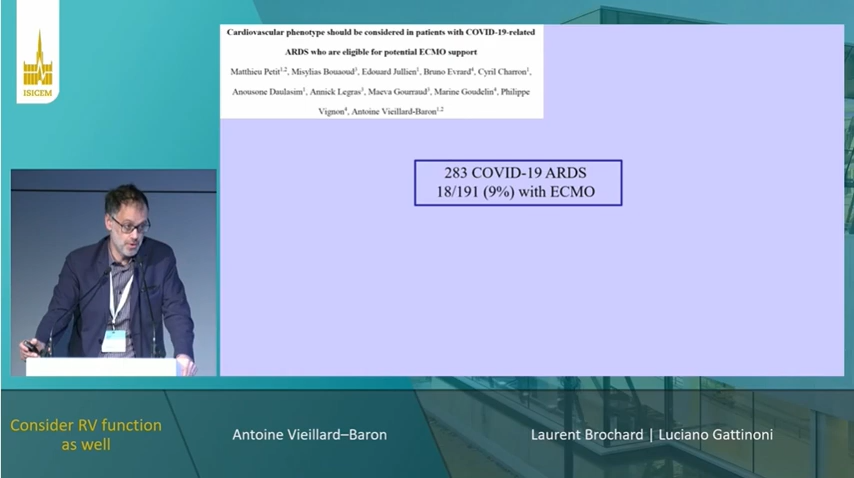 ISICEM
Cardiovascular phenotype should be considered in patients with COVID-19-related
ARDS who are eligible for potential ECMO support
Matthieu Petit1,2, Misylias Bouaoud3, Edouard Jullien1, Bruno Evrard4, Cyril Charron1,
Anousone Daulasim1, Annick Legras3, Maeva Gourraud3, Marine Goudelin4, Philippe
Vignon4, Antoine Vieillard-Baron1,2
283 COVID-19 ARDS
18/191 (9%) with ECMO
Consider RV function
as well
Antoine Vieillard–Baron
Laurent Brochard | Luciano Gattinoni